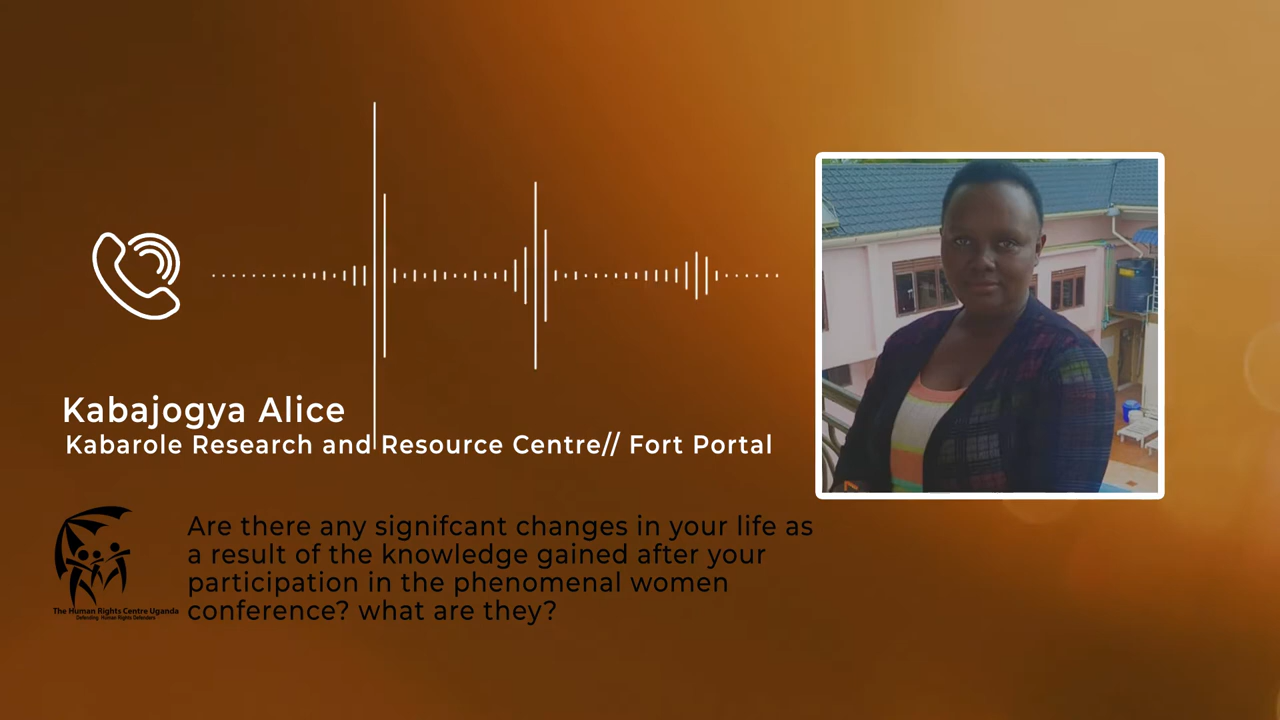 Kabajogya Alice
Kabarole Research and Resource Centre// Fort Portal
Are there any signifcant changes in your life as
a result of the knowledge gained after your
participation in the phenomenal women
conference? what are they?
The Human Rights Centre Uganda
Defending Human Rights Defenders